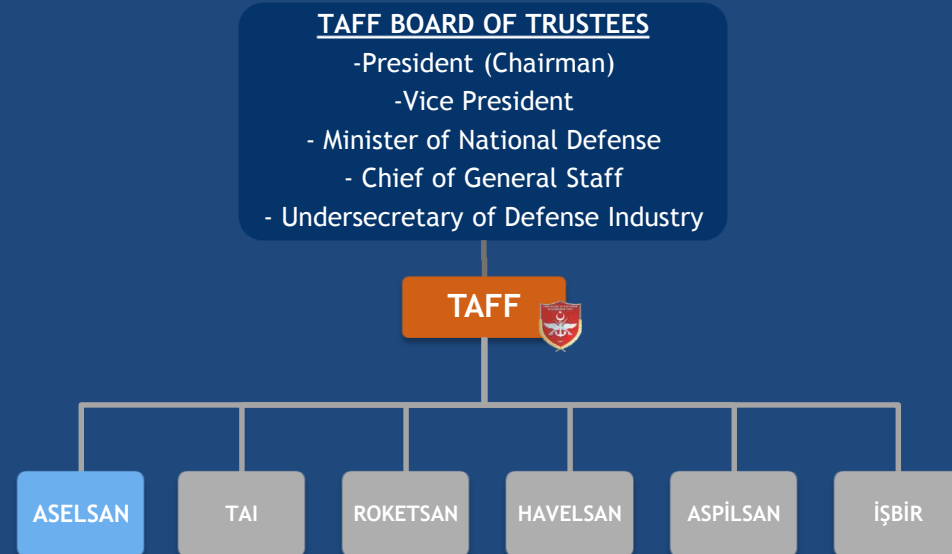 TAFF BOARD OF TRUSTEES
-President (Chairman)
-Vice President
- Minister of National Defense
- Chief of General Staff
- Undersecretary of Defense Industry
TAFF
ASELSAN
TAI
ROKETSAN
HAVELSAN
ASPİLSAN
İŞBİR